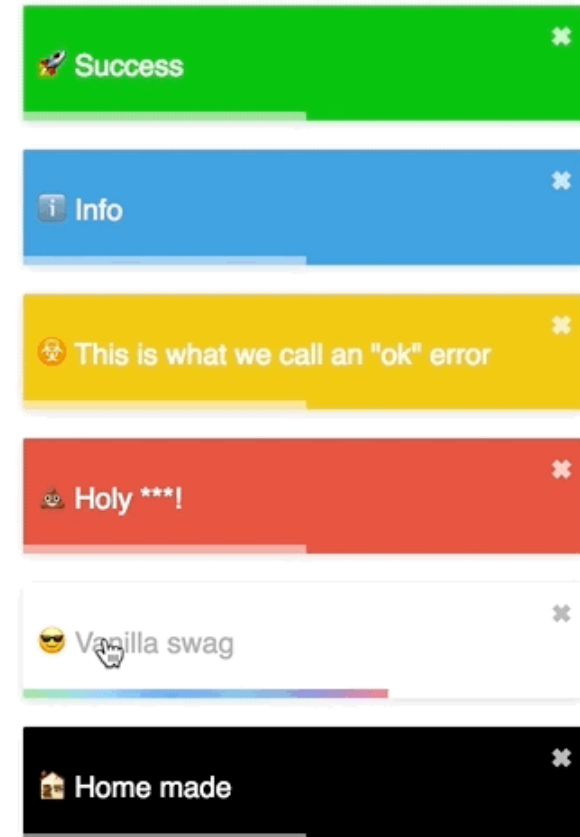 🚀 Success
ℹ️ Info
☣️ This is what we call an "ok" error
💩 Holy ***!
😎 Vanilla swag
🏚 Home made